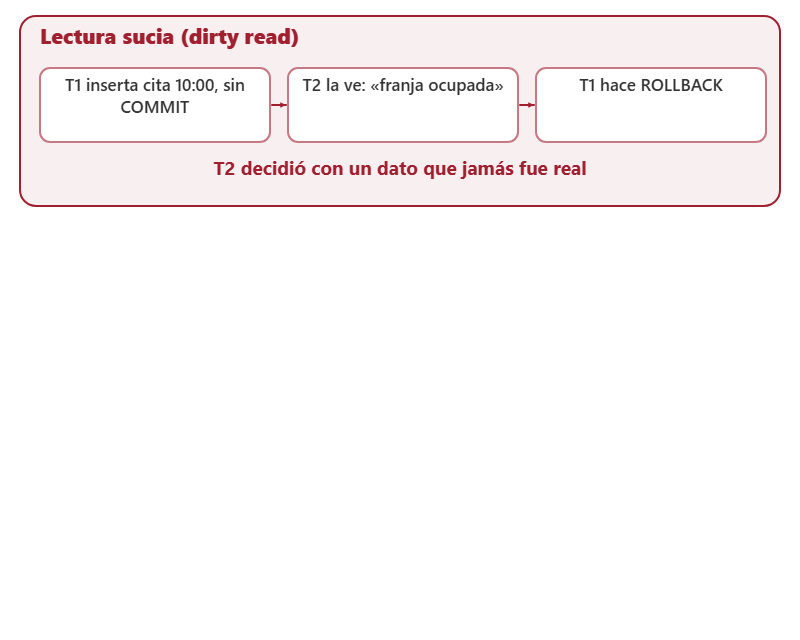 Lectura sucia (dirty read)
T1 inserta cita 10:00, sin
COMMIT
T2 la ve: «franja ocupada»
T1 hace ROLLBACK
T2 decidió con un dato que jamás fue real